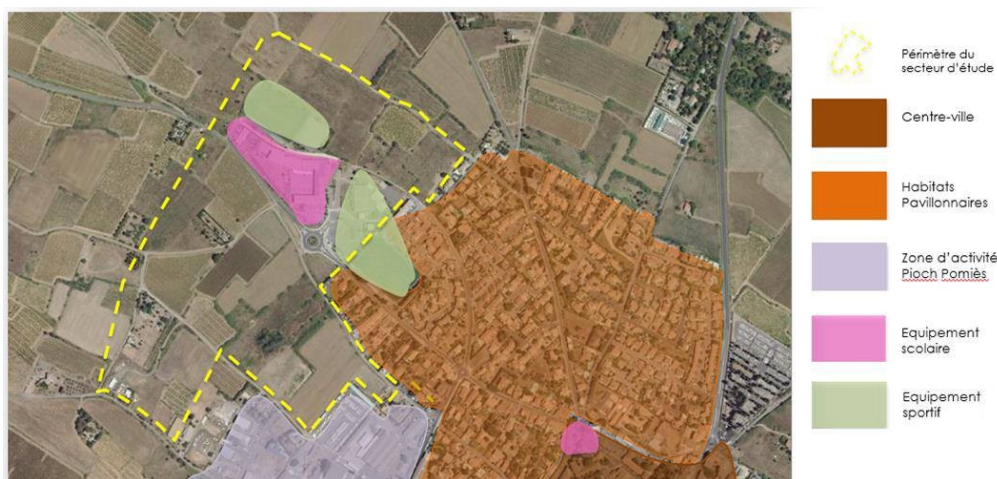 Périmètre du
secteur d'étude
Centre-ville
Habitats
Pavillonnaires
Zone d'activité
Pioch Pomiès
Equipement
scolaire
Equipement
sportif